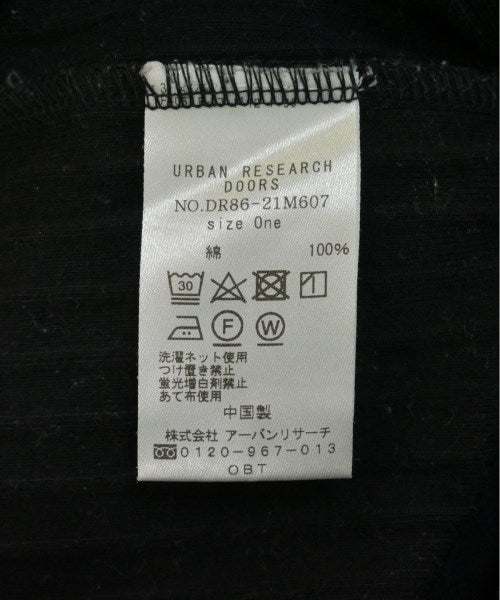 URBAN RESEARCH
DOORS
NO.DR86-21M607
size One
綿 100%
30
F W
洗濯ネット使用
つけ置き禁止
蛍光増白剤禁止
あて布使用
中国製
株式会社 アーバンリサーチ
0120-967-013
OBT